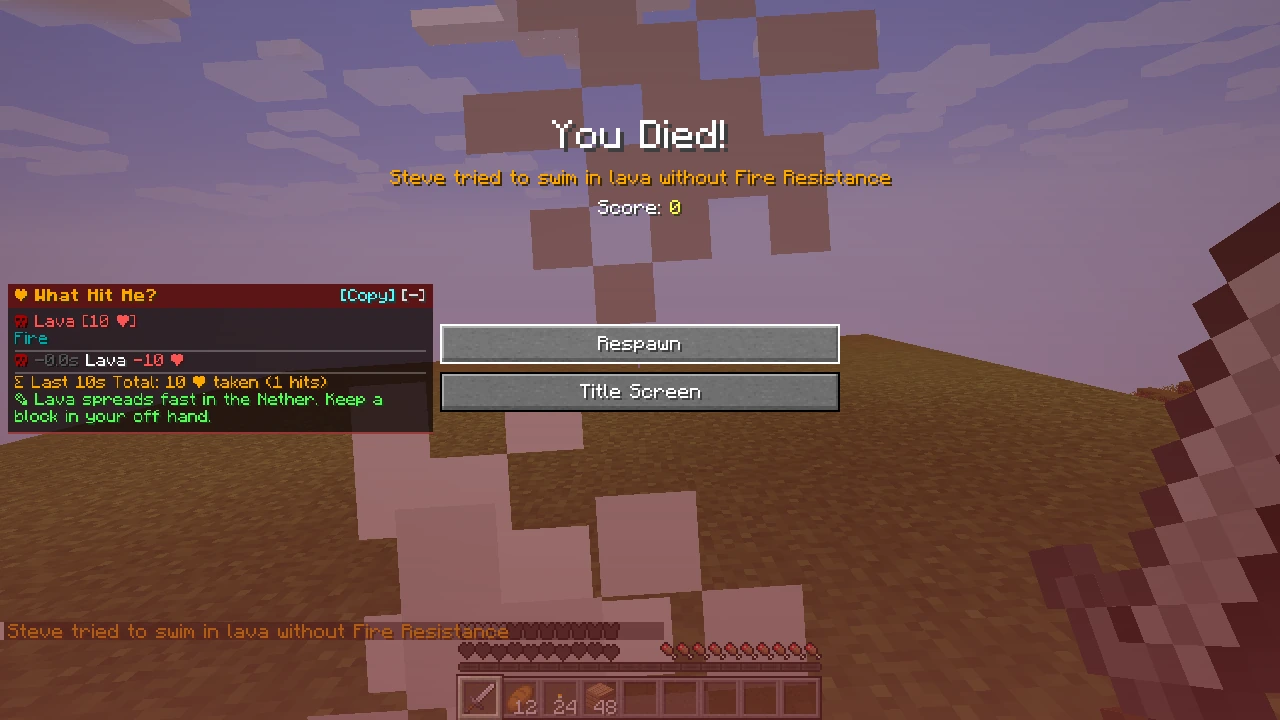 You Died!
Steve tried to swim in lava without Fire Resistance
Score: 0
What Hit Me? [Copy] [-]
Lava [10 ♥]
Fire
-0.0s Lava -10 ♥
Σ Last 10s Total: 10 ♥ taken (1 hits)
Lava spreads fast in the Nether. Keep a
block in your off hand.
Respawn
Title Screen
Steve tried to swim in lava without Fire Resistance
12 24 48